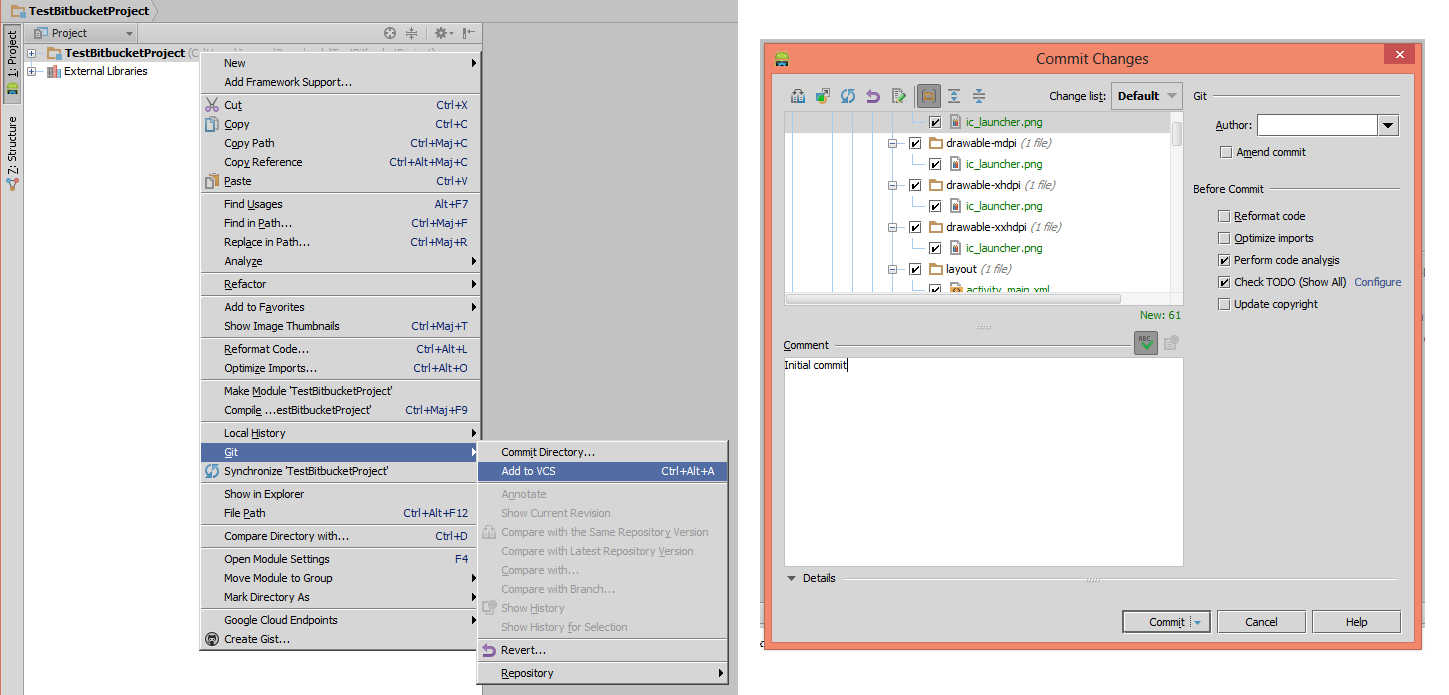 TestBitbucketProject
Project
1: Project
Z: Structure
TestBitbucketProject
External Libraries
New
Add Framework Support...
Cut Ctrl+X
Copy Ctrl+C
Copy Path Ctrl+Maj+C
Copy Reference Ctrl+Alt+Maj+C
Paste Ctrl+V
Find Usages Alt+F7
Find in Path... Ctrl+Maj+F
Replace in Path... Ctrl+Maj+R
Analyze
Refactor
Add to Favorites
Show Image Thumbnails Ctrl+Maj+T
Reformat Code... Ctrl+Alt+L
Optimize Imports... Ctrl+Alt+O
Make Module 'TestBitbucketProject'
Compile ...estBitbucketProject' Ctrl+Maj+F9
Local History
Git
Synchronize 'TestBitbucketProject'
Show in Explorer
File Path Ctrl+Alt+F12
Compare Directory with... Ctrl+D
Open Module Settings F4
Move Module to Group
Mark Directory As
Google Cloud Endpoints
Create Gist...
Commit Directory...
Add to VCS Ctrl+Alt+A
Annotate
Show Current Revision
Compare with the Same Repository Version
Compare with Latest Repository Version
Compare with...
Compare with Branch...
Show History
Show History for Selection
Revert...
Repository
Commit Changes
Change list: Default
ic_launcher.png
drawable-mdpi (1 file)
ic_launcher.png
drawable-xhdpi (1 file)
ic_launcher.png
drawable-xxhdpi (1 file)
ic_launcher.png
layout (1 file)
activity_main.xml
New: 61
Git
Author:
Amend commit
Before Commit
Reformat code
Optimize imports
Perform code analysis
Check TODO (Show All) Configure
Update copyright
Comment
ABC
Initial commit
Details
Commit
Cancel
Help